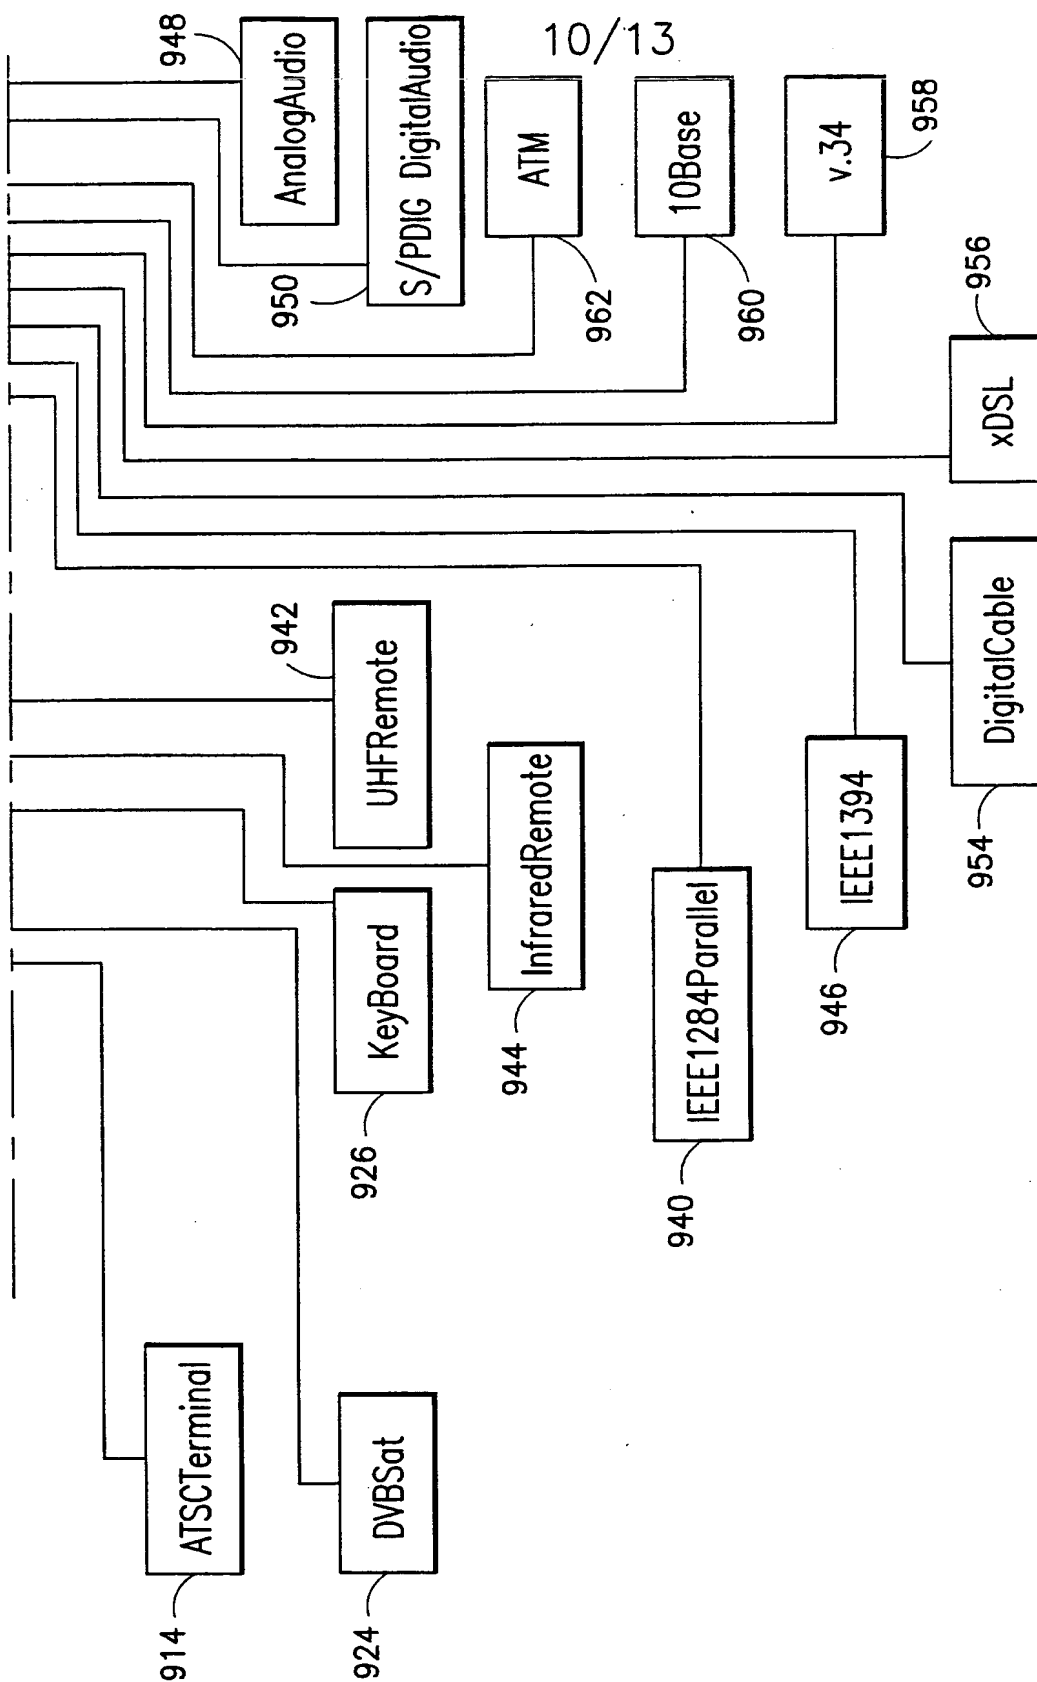 10/13
914
ATSCTerminal
924
DVBSat
926
KeyBoard
944
InfraredRemote
942
UHFRemote
940
IEEE1284Parallel
946
IEEE1394
954
DigitalCable
956
xDSL
948
AnalogAudio
950
S/PDIG DigitalAudio
962
ATM
960
10Base
958
v.34